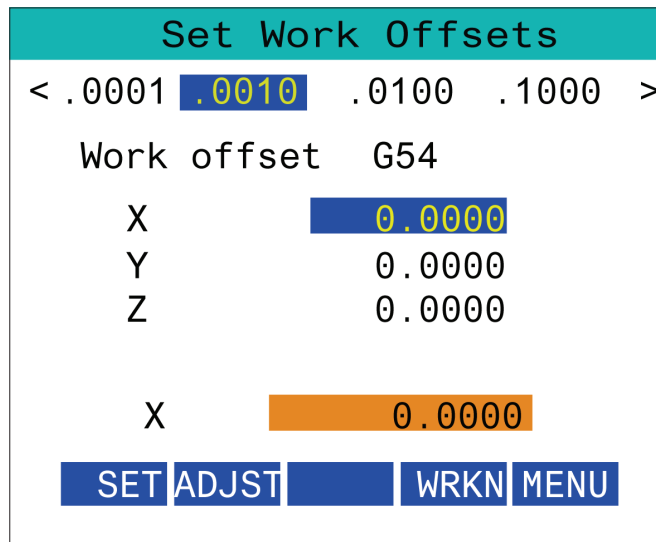 Set Work Offsets
< .0001 .0010 .0100 .1000 >
Work offset G54
X 0.0000
Y 0.0000
Z 0.0000
X 0.0000
SET ADJST WRKN MENU